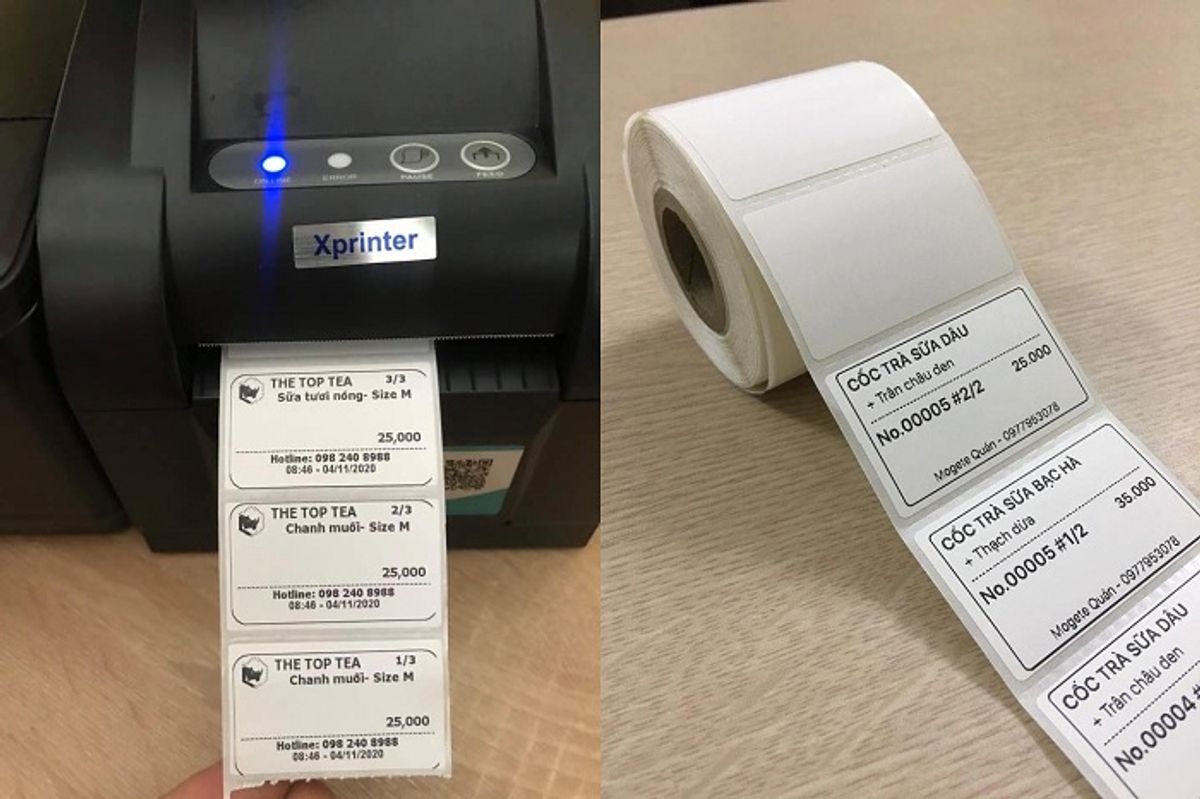 ON LINE
ERROR
PAUSE
FEED
Xprinter
THE TOP TEA 3/3
Sữa tươi nóng- Size M
25,000
Hotline: 098 240 8988
08:46 - 04/11/2020
THE TOP TEA 2/3
Chanh muối- Size M
25,000
Hotline: 098 240 8988
08:46 - 04/11/2020
THE TOP TEA 1/3
Chanh muối- Size M
25,000
Hotline: 098 240 8988
08:46 - 04/11/2020
CỐC TRÀ SỮA DÂU
+ Trân châu đen 25.000
No.00005 #2/2
Mogete Quán - 0977953078
CỐC TRÀ SỮA BẠC HÀ
+ Thạch dừa 35.000
No.00005 #1/2
Mogete Quán - 0977953078
CỐC TRÀ SỮA DÂU
+ Trân châu đen
No.00004 #